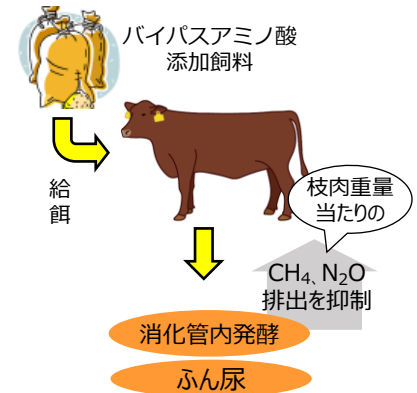 バイパスアミノ酸
添加飼料
給
餌
枝肉重量
当たりの
CH₄、N₂O
排出を抑制
消化管内発酵
ふん尿